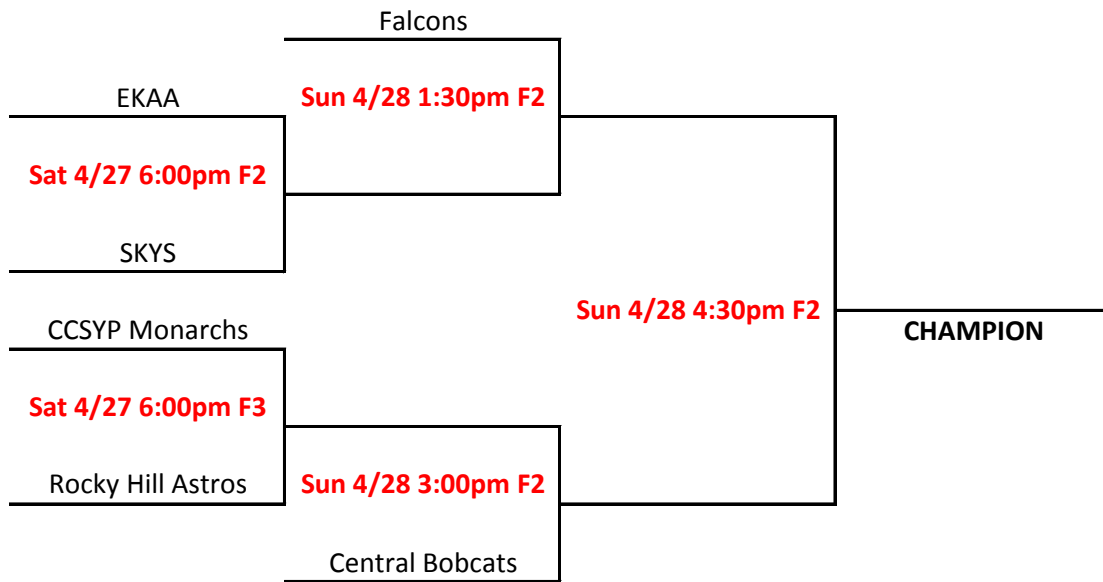 Falcons
EKAA
Sun 4/28 1:30pm F2
Sat 4/27 6:00pm F2
SKYS
Sun 4/28 4:30pm F2
CCSYP Monarchs
CHAMPION
Sat 4/27 6:00pm F3
Rocky Hill Astros
Sun 4/28 3:00pm F2
Central Bobcats